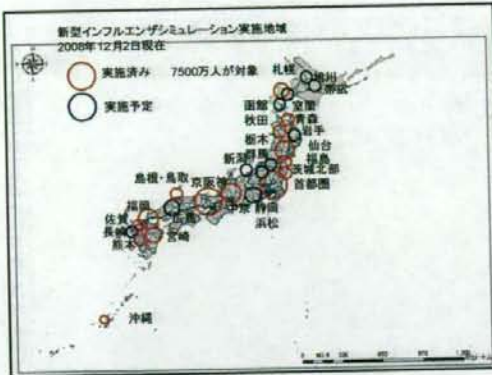 新型インフルエンザシミュレーション実施地域
2008年12月2日現在
実施済み 7500万人が対象
実施予定
札幌
旭川
帯広
函館
室蘭
秋田
青森
岩手
栃木
仙台
群馬
新潟
福島
茨城北部
首都圏
島根・鳥取
京阪神
中京
静岡
浜松
福岡
広島
佐賀
長崎
熊本
宮崎
沖縄